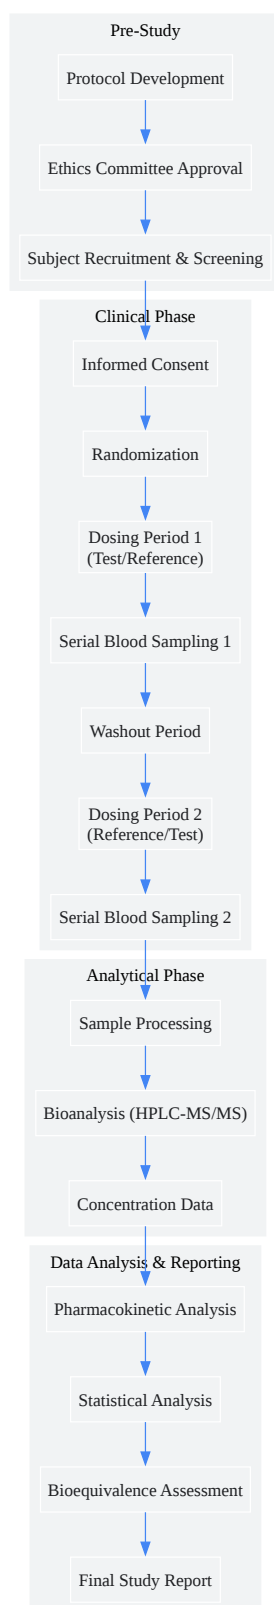 Pre-Study
Protocol Development
Ethics Committee Approval
Subject Recruitment & Screening
Clinical Phase
Informed Consent
Randomization
Dosing Period 1
(Test/Reference)
Serial Blood Sampling 1
Washout Period
Dosing Period 2
(Reference/Test)
Serial Blood Sampling 2
Analytical Phase
Sample Processing
Bioanalysis (HPLC-MS/MS)
Concentration Data
Data Analysis & Reporting
Pharmacokinetic Analysis
Statistical Analysis
Bioequivalence Assessment
Final Study Report